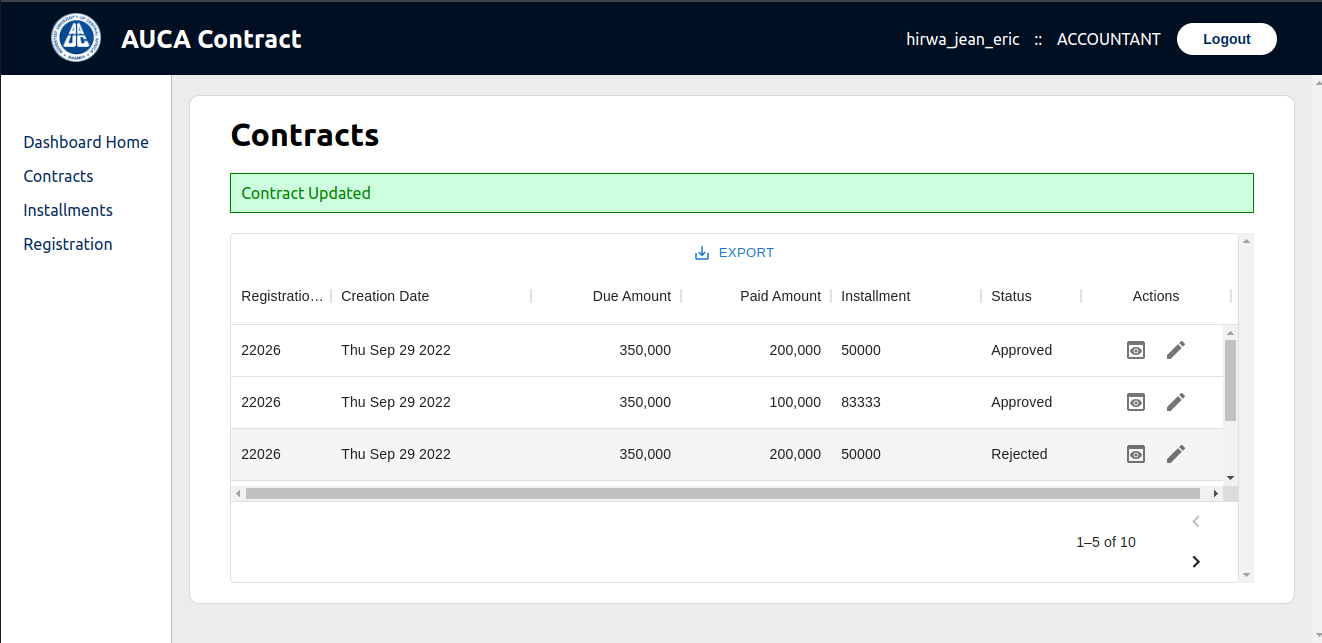 AUCA Contract
hirwa_jean_eric :: ACCOUNTANT Logout
Dashboard Home
Contracts
Installments
Registration
Contracts
Contract Updated
EXPORT
Registratio… Creation Date Due Amount Paid Amount Installment Status Actions
22026 Thu Sep 29 2022 350,000 200,000 50000 Approved
22026 Thu Sep 29 2022 350,000 100,000 83333 Approved
22026 Thu Sep 29 2022 350,000 200,000 50000 Rejected
1–5 of 10